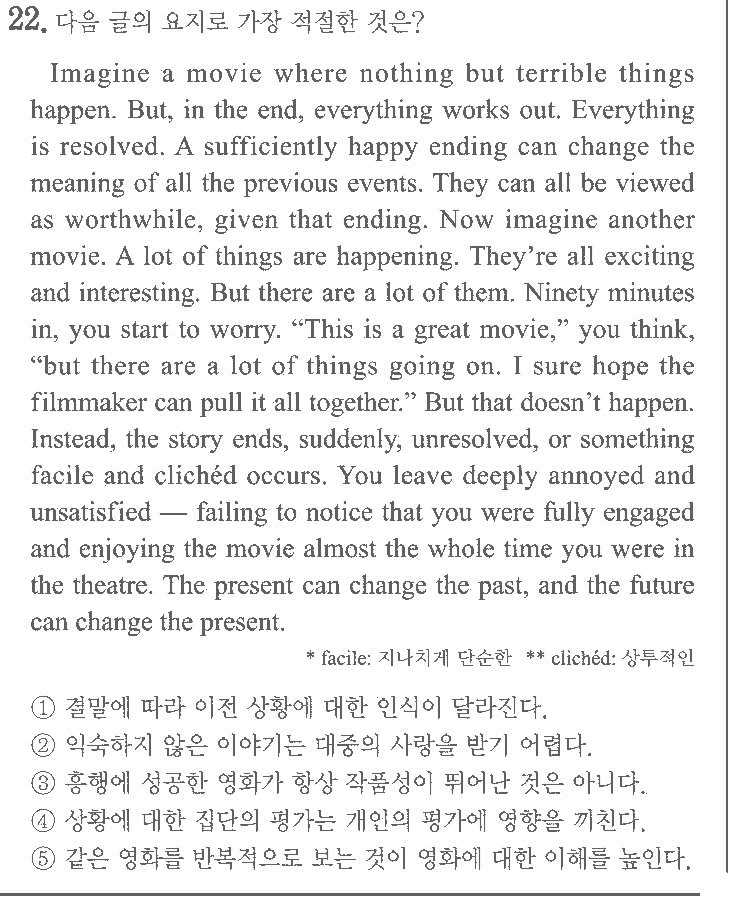 22. 다음 글의 요지로 가장 적절한 것은?
Imagine a movie where nothing but terrible things
happen. But, in the end, everything works out. Everything
is resolved. A sufficiently happy ending can change the
meaning of all the previous events. They can all be viewed
as worthwhile, given that ending. Now imagine another
movie. A lot of things are happening. They're all exciting
and interesting. But there are a lot of them. Ninety minutes
in, you start to worry. “This is a great movie,” you think,
“but there are a lot of things going on. I sure hope the
filmmaker can pull it all together.” But that doesn't happen.
Instead, the story ends, suddenly, unresolved, or something
facile and clichéd occurs. You leave deeply annoyed and
unsatisfied — failing to notice that you were fully engaged
and enjoying the movie almost the whole time you were in
the theatre. The present can change the past, and the future
can change the present.
* facile: 지나치게 단순한 ** clichéd: 상투적인
① 결말에 따라 이전 상황에 대한 인식이 달라진다.
② 익숙하지 않은 이야기는 대중의 사랑을 받기 어렵다.
③ 흥행에 성공한 영화가 항상 작품성이 뛰어난 것은 아니다.
④ 상황에 대한 집단의 평가는 개인의 평가에 영향을 끼친다.
⑤ 같은 영화를 반복적으로 보는 것이 영화에 대한 이해를 높인다.